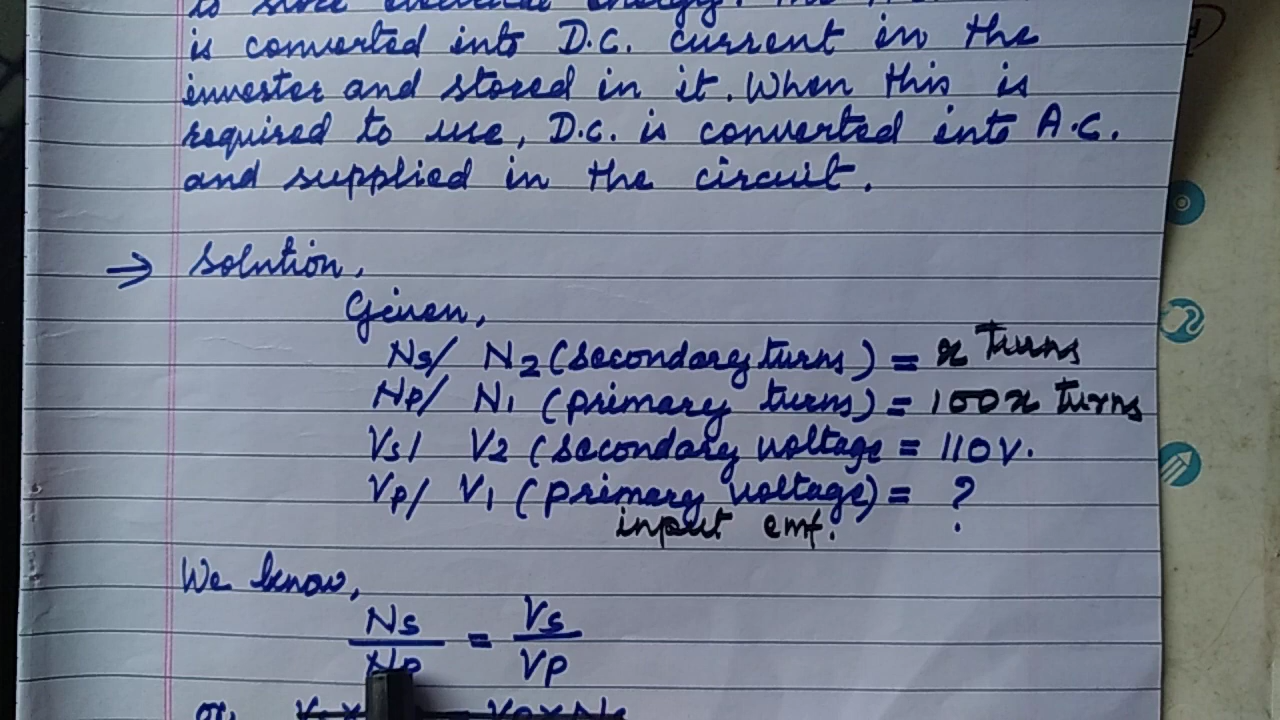 is converted into D.C. current in the
invester and stored in it. When this is
required to use, D.C. is converted into A.C.
and supplied in the circuit.
→ Solution,
Given,
Ns/ N2 (secondary turns) = x Turns
Np/ N1 (primary turns) = 100x Turns
Vs/ V2 (secondary voltage = 110V.
Vp/ V1 (primary voltage) = ?
input emf.
We know,
Ns/Np = Vs/Vp
or,